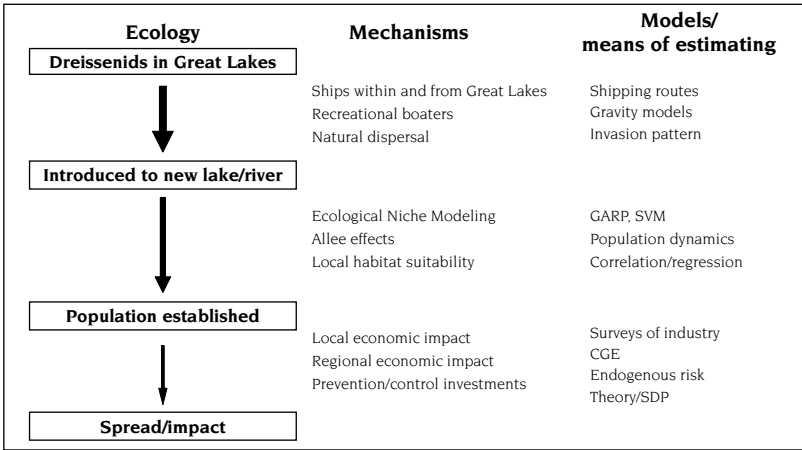 Ecology
Mechanisms
Models/
means of estimating
Dreissenids in Great Lakes
Ships within and from Great Lakes
Shipping routes
Recreational boaters
Gravity models
Natural dispersal
Invasion pattern
Introduced to new lake/river
Ecological Niche Modeling
GARP, SVM
Allee effects
Population dynamics
Local habitat suitability
Correlation/regression
Population established
Local economic impact
Surveys of industry
Regional economic impact
CGE
Prevention/control investments
Endogenous risk
Theory/SDP
Spread/impact